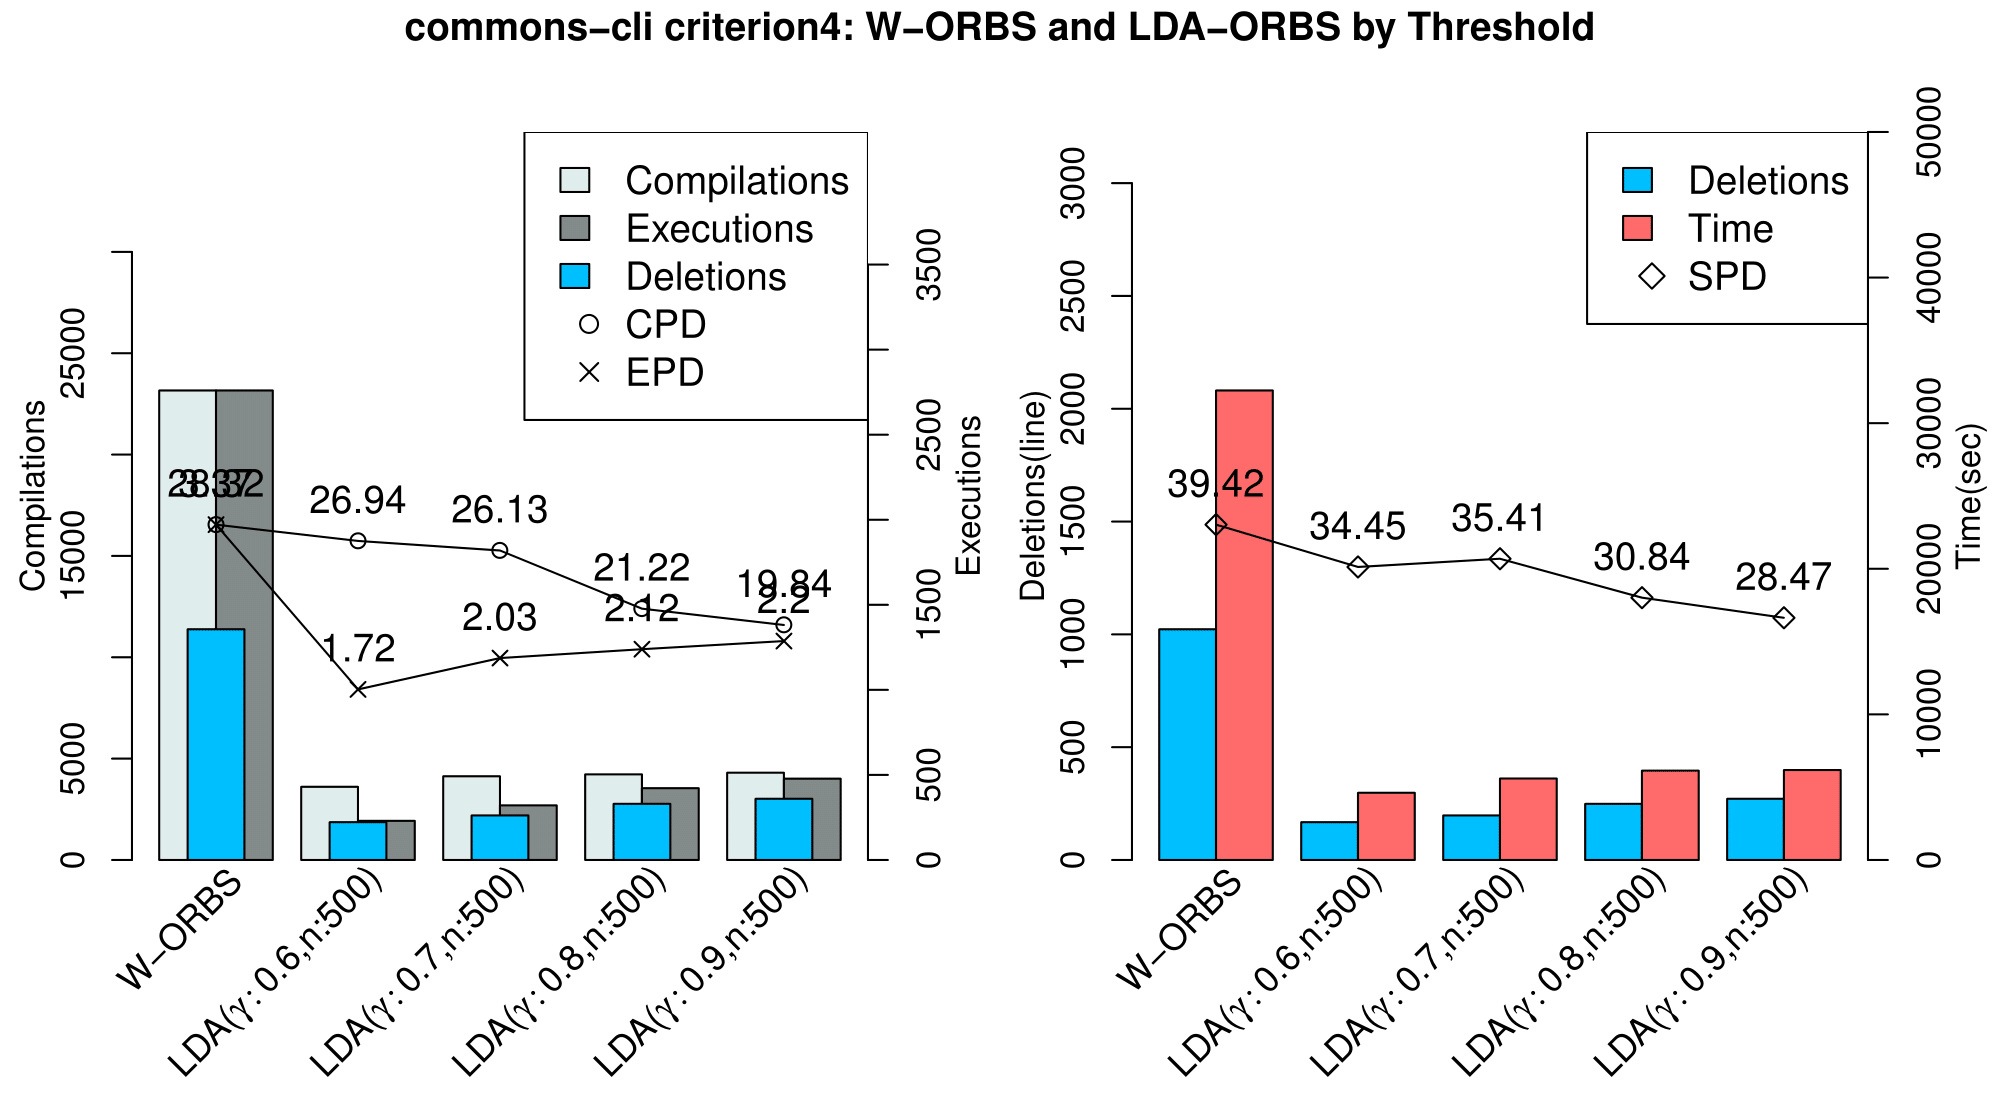 commons−cli criterion4: W−ORBS and LDA−ORBS by Threshold
Compilations
Executions
Deletions
CPD
EPD
Compilations
0
5000
15000
25000
Executions
0
500
1500
2500
3500
26.94
26.13
21.22
19.84
1.72
2.03
2.12
2.2
W−ORBS
LDA(γ: 0.6,n:500)
LDA(γ: 0.7,n:500)
LDA(γ: 0.8,n:500)
LDA(γ: 0.9,n:500)
Deletions
Time
SPD
Deletions(line)
0
500
1000
1500
2000
2500
3000
Time(sec)
0
10000
20000
30000
40000
50000
39.42
34.45
35.41
30.84
28.47
W−ORBS
LDA(γ: 0.6,n:500)
LDA(γ: 0.7,n:500)
LDA(γ: 0.8,n:500)
LDA(γ: 0.9,n:500)